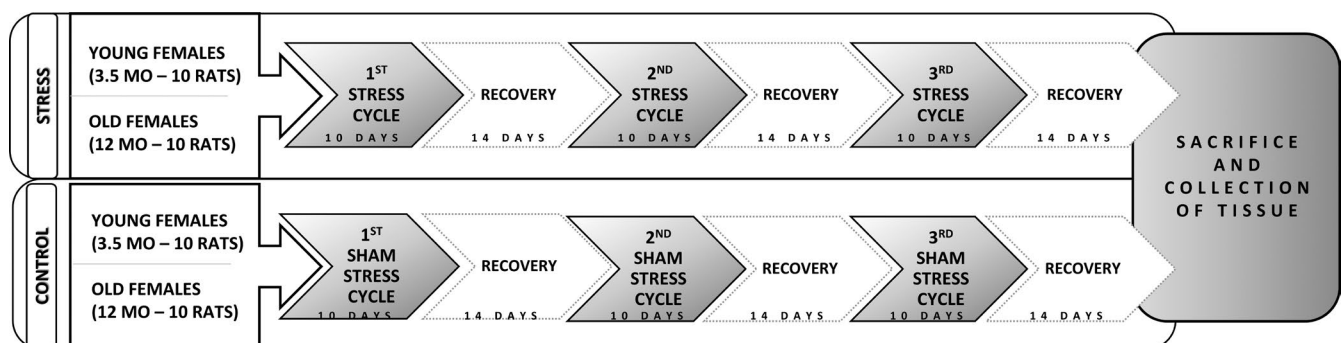 STRESS
YOUNG FEMALES
(3.5 MO – 10 RATS)
OLD FEMALES
(12 MO – 10 RATS)
1ST
STRESS
CYCLE
10 DAYS
RECOVERY
14 DAYS
2ND
STRESS
CYCLE
10 DAYS
RECOVERY
14 DAYS
3RD
STRESS
CYCLE
10 DAYS
RECOVERY
14 DAYS
CONTROL
YOUNG FEMALES
(3.5 MO – 10 RATS)
OLD FEMALES
(12 MO – 10 RATS)
1ST
SHAM
STRESS
CYCLE
10 DAYS
RECOVERY
14 DAYS
2ND
SHAM
STRESS
CYCLE
10 DAYS
RECOVERY
14 DAYS
3RD
SHAM
STRESS
CYCLE
10 DAYS
RECOVERY
14 DAYS
SACRIFICE
AND
COLLECTION
OF TISSUE